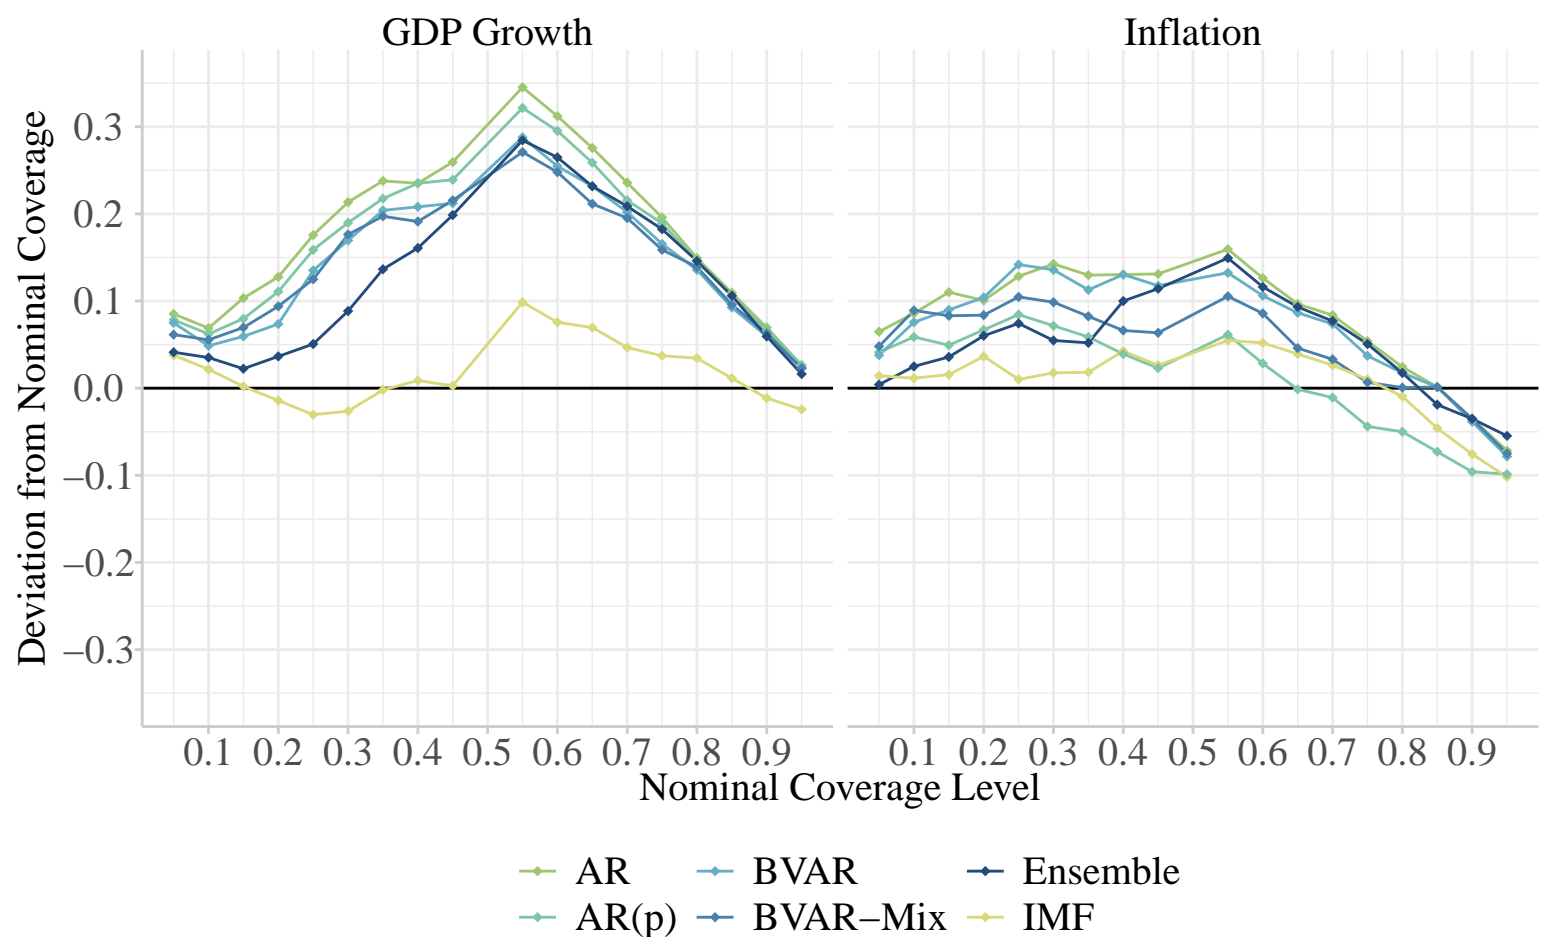 GDP Growth Inflation
Deviation from Nominal Coverage
0.3
0.2
0.1
0.0
−0.1
−0.2
−0.3
0.1 0.2 0.3 0.4 0.5 0.6 0.7 0.8 0.9 0.1 0.2 0.3 0.4 0.5 0.6 0.7 0.8 0.9
Nominal Coverage Level
AR BVAR Ensemble
AR(p) BVAR−Mix IMF